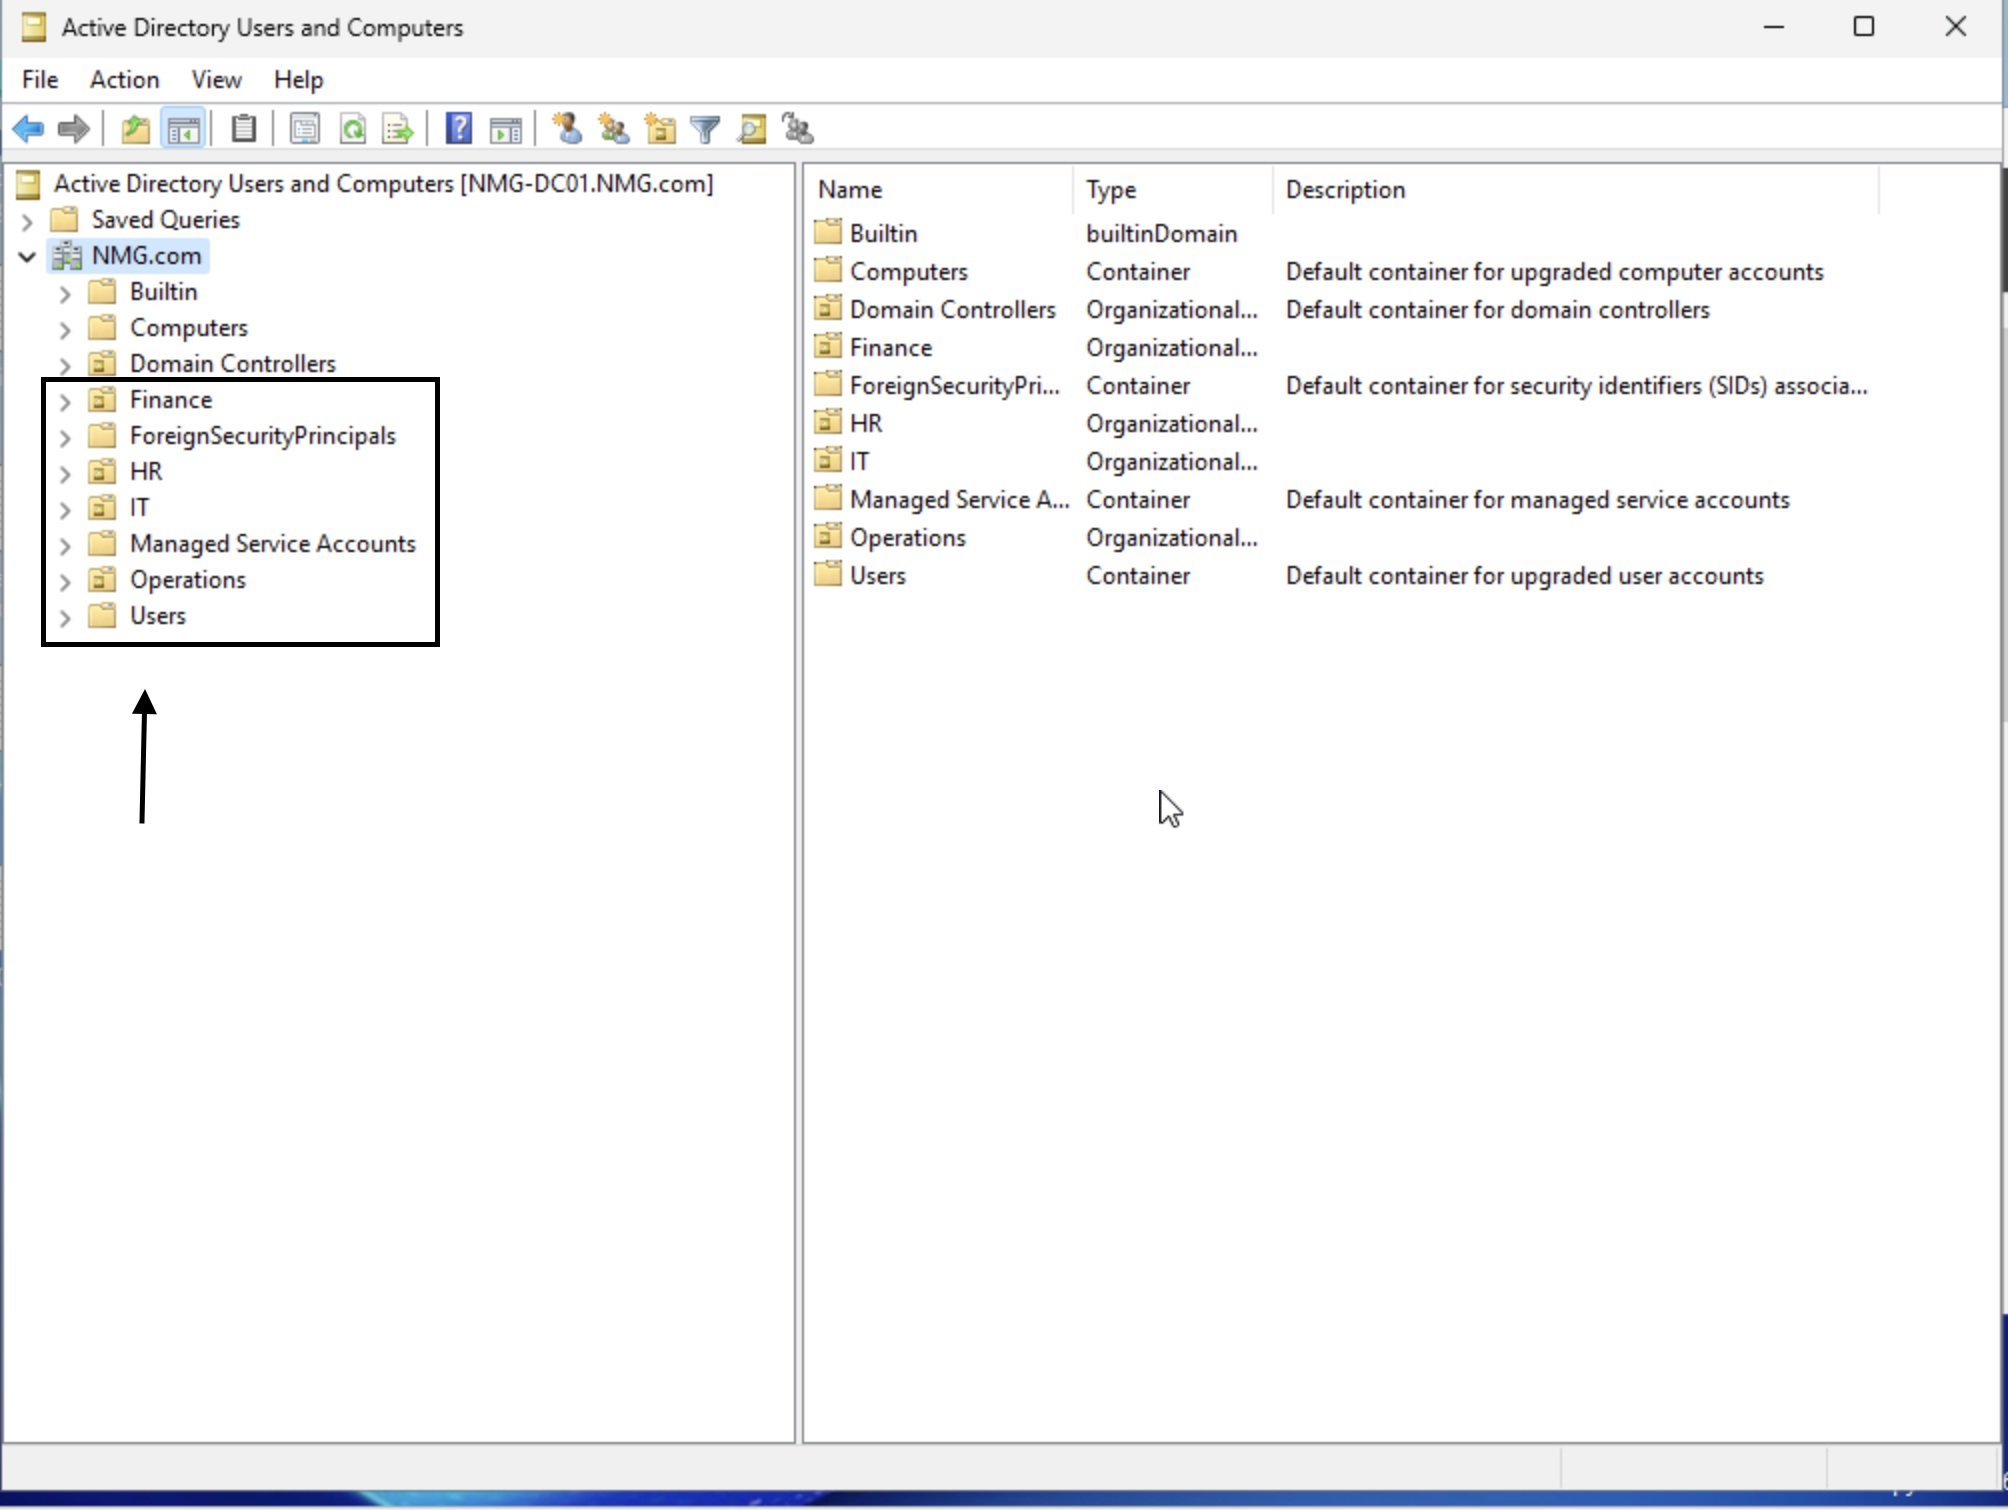 Active Directory Users and Computers
File Action View Help
Active Directory Users and Computers [NMG-DC01.NMG.com]
Saved Queries
NMG.com
Builtin
Computers
Domain Controllers
Finance
ForeignSecurityPrincipals
HR
IT
Managed Service Accounts
Operations
Users
Name Type Description
Builtin builtinDomain
Computers Container Default container for upgraded computer accounts
Domain Controllers Organizational... Default container for domain controllers
Finance Organizational...
ForeignSecurityPri... Container Default container for security identifiers (SIDs) associa...
HR Organizational...
IT Organizational...
Managed Service A... Container Default container for managed service accounts
Operations Organizational...
Users Container Default container for upgraded user accounts